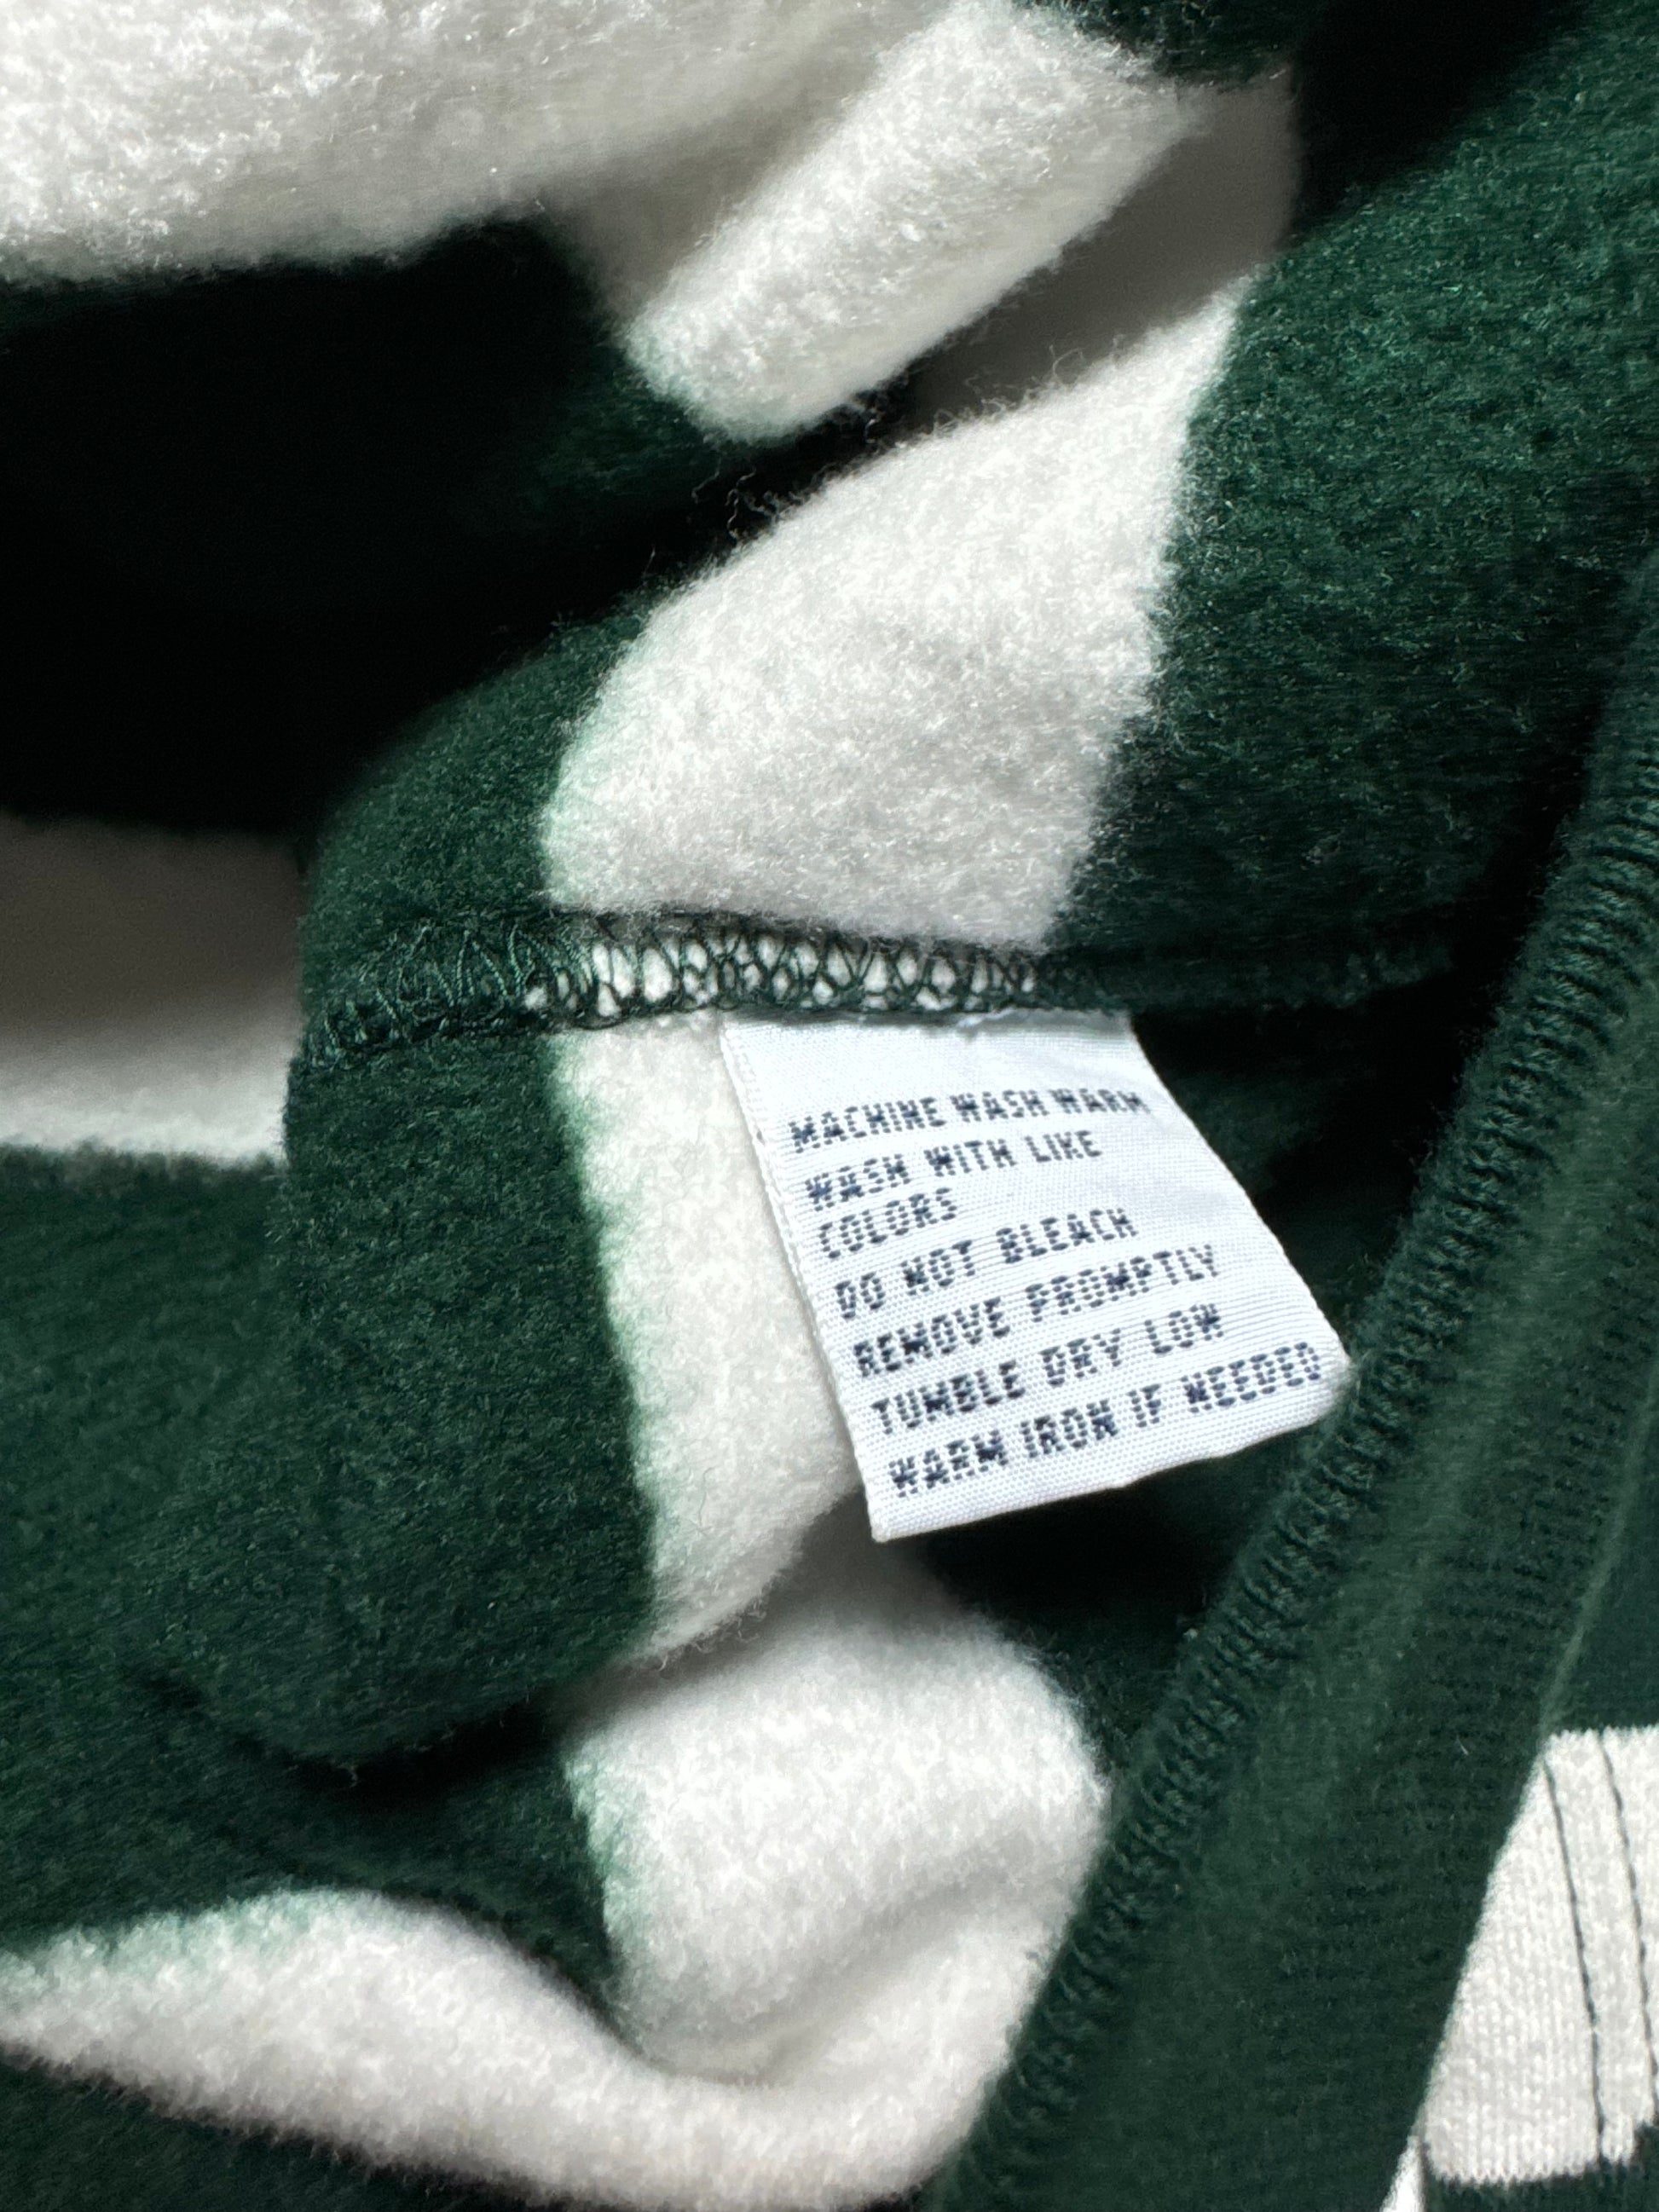 MACHINE WASH WARM
WASH WITH LIKE
COLORS
DO NOT BLEACH
REMOVE PROMPTLY
TUMBLE DRY LOW
WARM IRON IF NEEDED